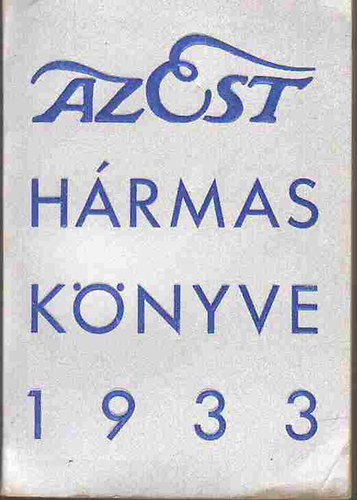 AZEST
HÁRMAS
KÖNYVE
1933